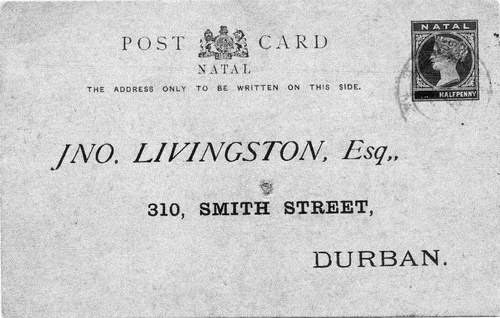 POST CARD
NATAL
NATAL
HALFPENNY
THE ADDRESS ONLY TO BE WRITTEN ON THIS SIDE.
JNO. LIVINGSTON, Esq,,
310, SMITH STREET,
DURBAN.